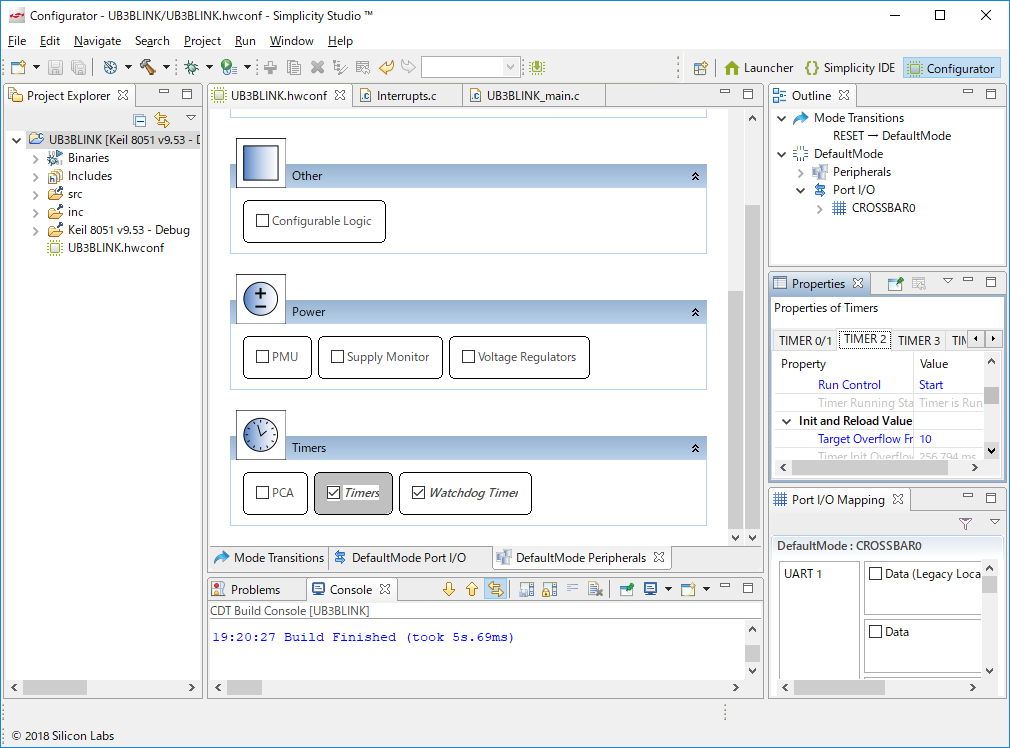 Configurator - UB3BLINK/UB3BLINK.hwconf - Simplicity Studio ™
File Edit Navigate Search Project Run Window Help
Launcher Simplicity IDE Configurator
Project Explorer
UB3BLINK [Keil 8051 v9.53 - D
Binaries
Includes
src
inc
Keil 8051 v9.53 - Debug
UB3BLINK.hwconf
UB3BLINK.hwconf Interrupts.c UB3BLINK_main.c
Other
Configurable Logic
Power
PMU Supply Monitor Voltage Regulators
Timers
PCA Timers Watchdog Timer
Mode Transitions DefaultMode Port I/O DefaultMode Peripherals
Problems Console
CDT Build Console [UB3BLINK]
19:20:27 Build Finished (took 5s.69ms)
Outline
Mode Transitions
RESET → DefaultMode
DefaultMode
Peripherals
Port I/O
CROSSBAR0
Properties
Properties of Timers
TIMER 0/1 TIMER 2 TIMER 3 TIM
Property Value
Run Control Start
Timer Running Sta Timer is Run
Init and Reload Value
Target Overflow Fr 10
Timer Init Overflow 256.794 ms
Port I/O Mapping
DefaultMode : CROSSBAR0
UART 1
Data (Legacy Loca
Data
© 2018 Silicon Labs